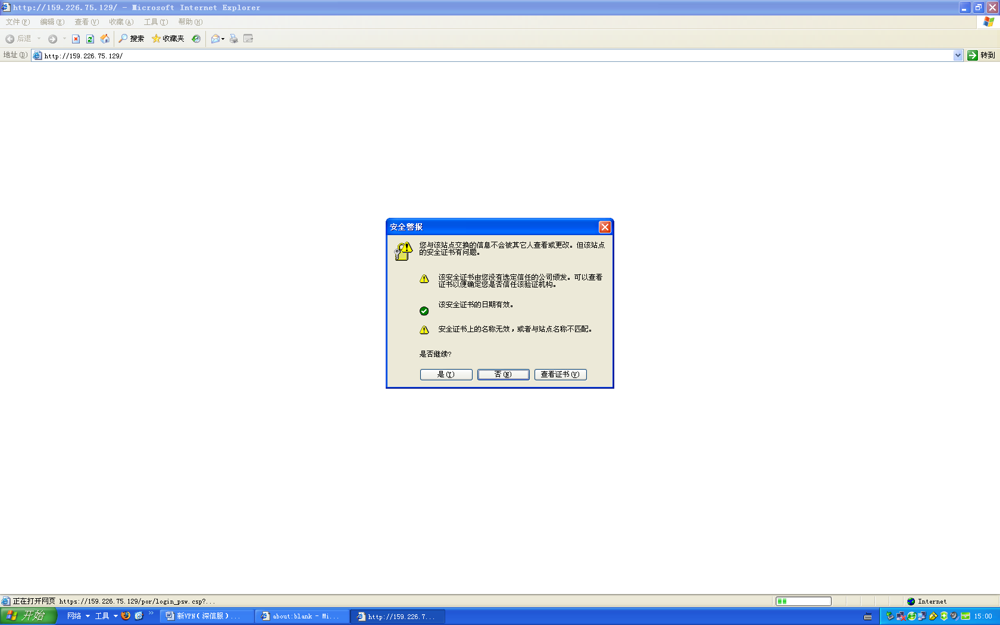 http://159.226.75.129/ - Microsoft Internet Explorer
文件(F) 编辑(E) 查看(V) 收藏(A) 工具(T) 帮助(H)
后退 搜索 收藏夹
地址(D) http://159.226.75.129/ 转到
安全警报
您与该站点交换的信息不会被其它人查看或更改。但该站点
的安全证书有问题。
该安全证书由您没有选定信任的公司颁发。可以查看
证书以便确定您是否信任该验证机构。
该安全证书的日期有效。
安全证书上的名称无效，或者与站点名称不匹配。
是否继续?
是(Y) 否(N) 查看证书(V)
正在打开网页 https://159.226.75.129/por/login_psw.csp?... Internet
开始 网络 工具 » 新VPN（深信服）... about:blank - Mi... http://159.226.7... 15:00